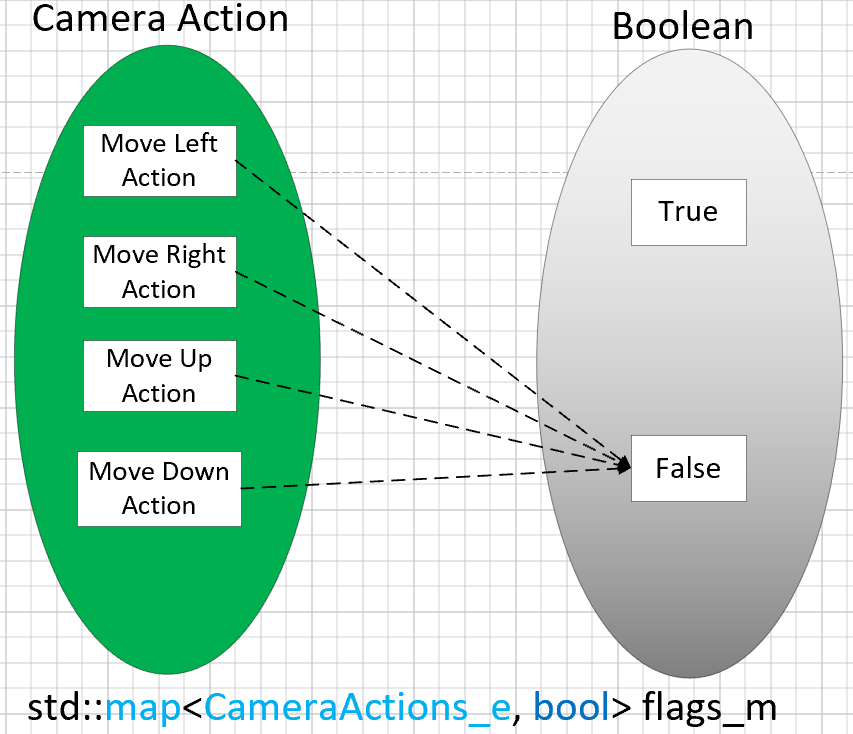 Camera Action
Boolean
Move Left
Action
True
Move Right
Action
Move Up
Action
Move Down
Action
False
std::map<CameraActions_e, bool> flags_m